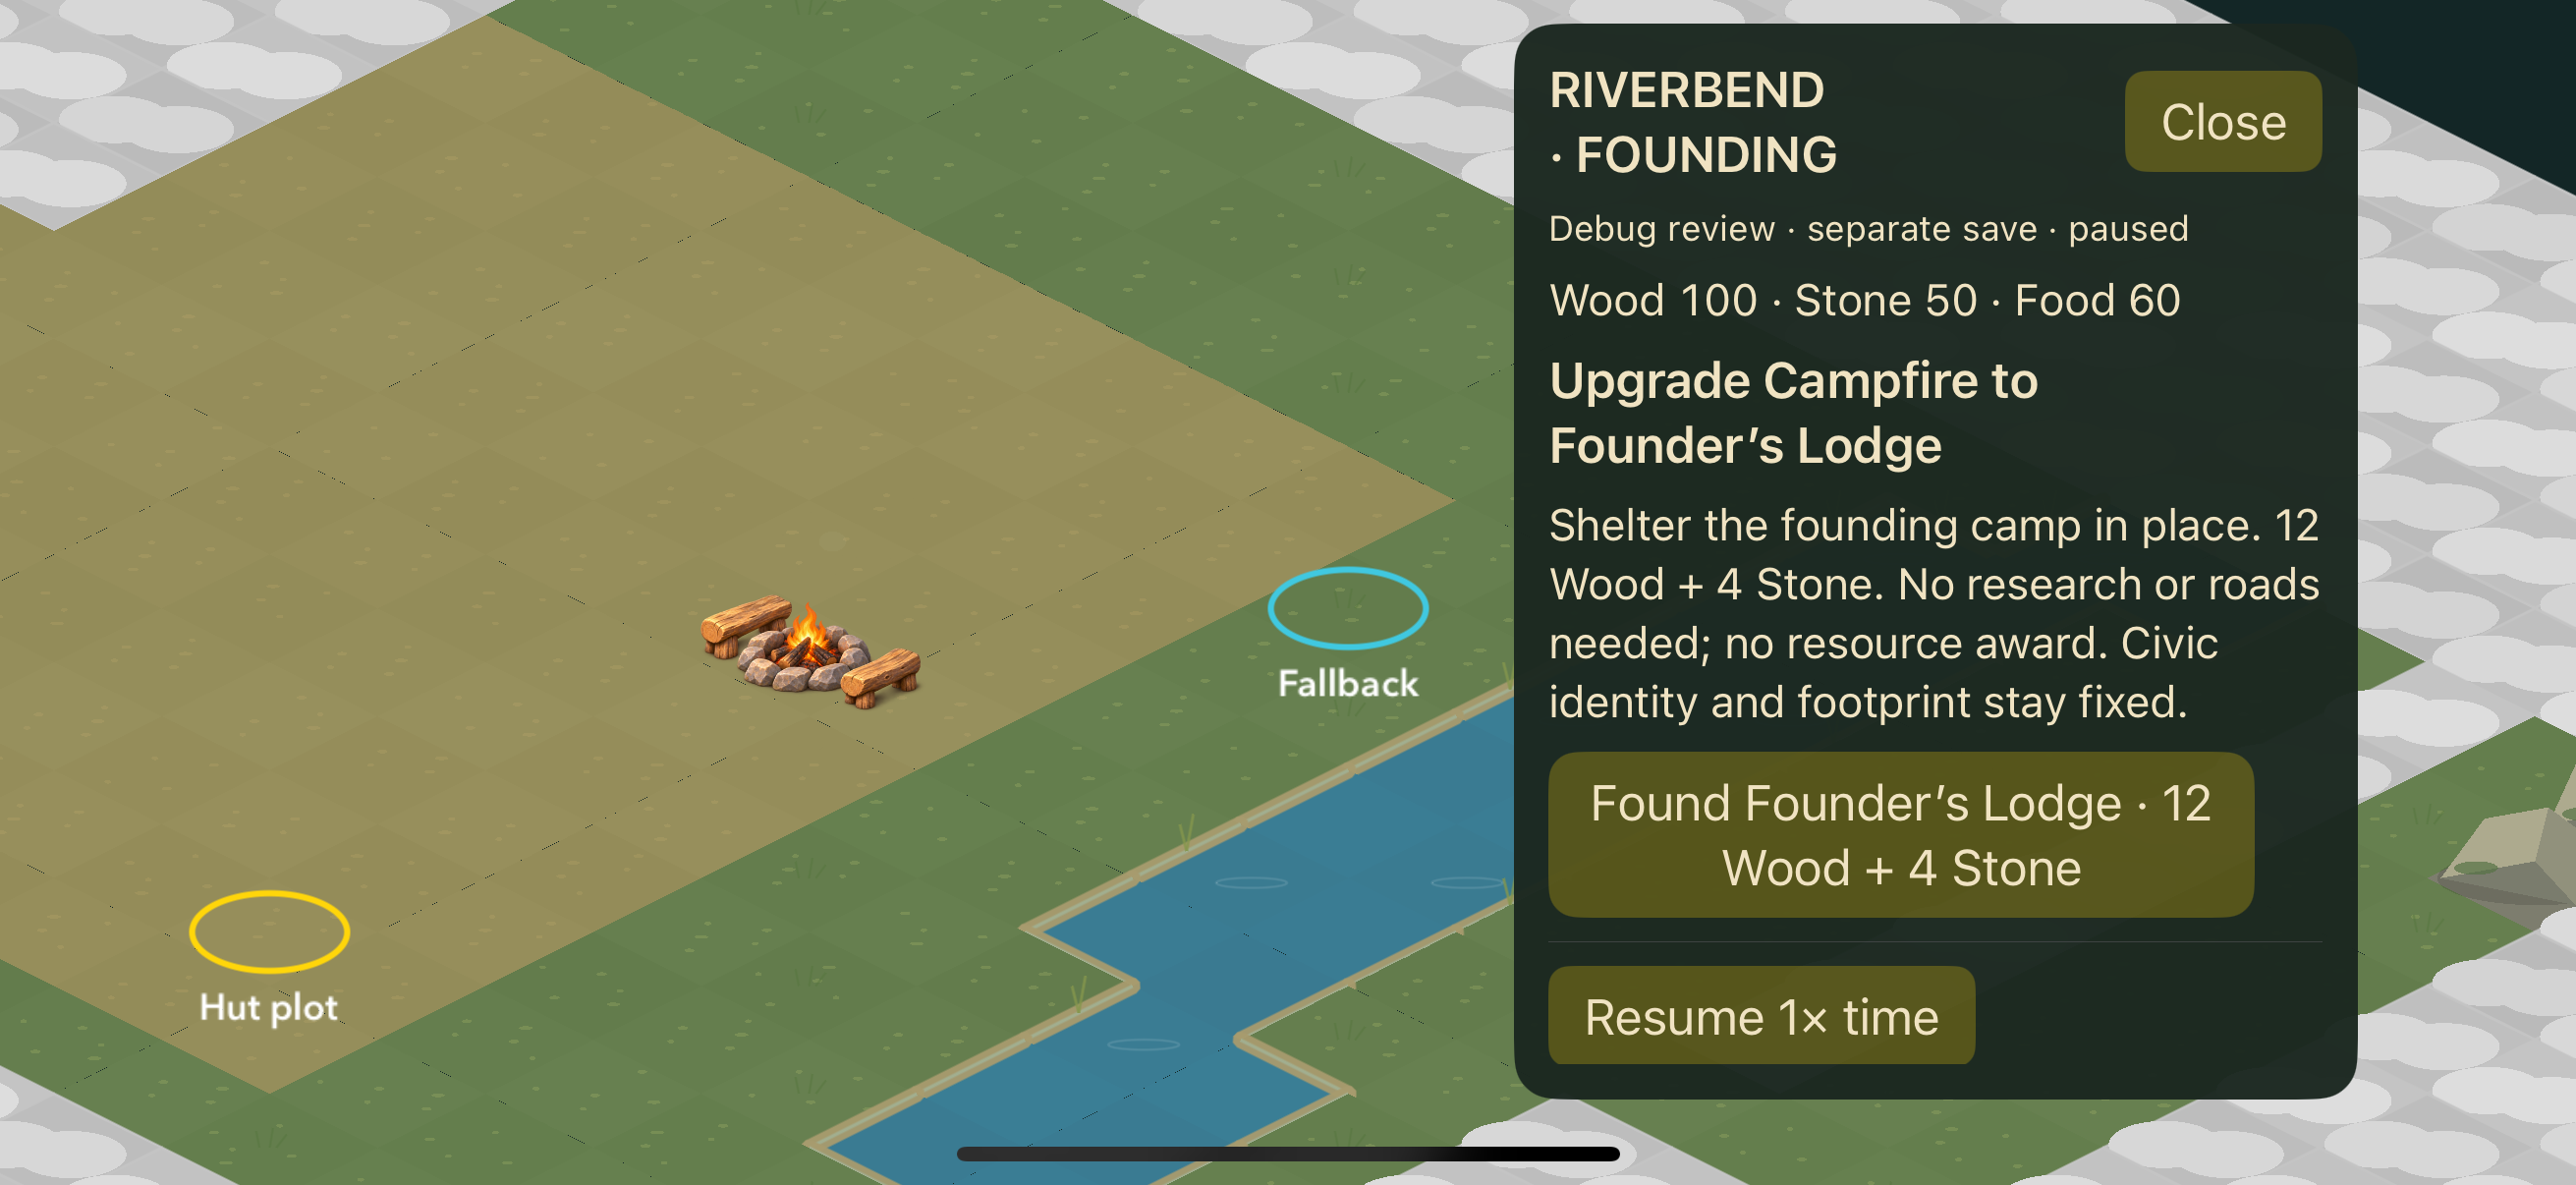 RIVERBEND
· FOUNDING
Close
Debug review · separate save · paused
Wood 100 · Stone 50 · Food 60
Upgrade Campfire to
Founder’s Lodge
Shelter the founding camp in place. 12
Wood + 4 Stone. No research or roads
needed; no resource award. Civic
identity and footprint stay fixed.
Found Founder’s Lodge · 12
Wood + 4 Stone
Resume 1× time
Fallback
Hut plot